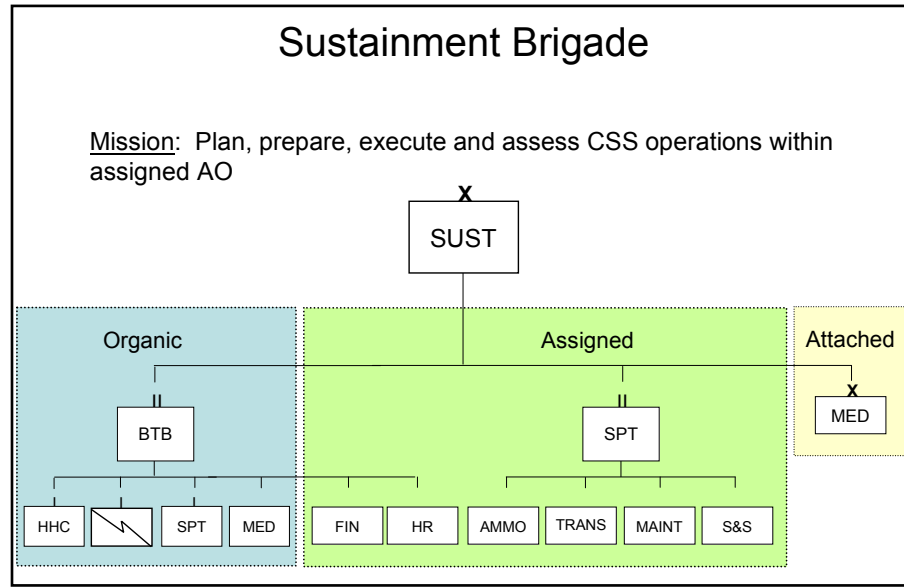 Sustainment Brigade
Mission: Plan, prepare, execute and assess CSS operations within
assigned AO
X
SUST
Organic
Assigned
Attached
II
II
X
BTB
SPT
MED
I
I
I
HHC
SPT
MED
FIN
HR
AMMO
TRANS
MAINT
S&S